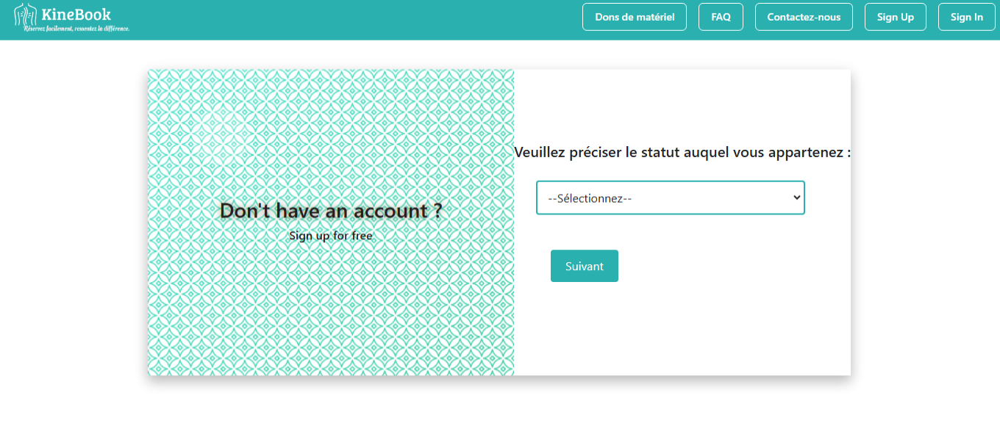 KineBook
Réservez facilement, ressentez la différence.
Dons de matériel
FAQ
Contactez-nous
Sign Up
Sign In
Don't have an account ?
Sign up for free
Veuillez préciser le statut auquel vous appartenez :
--Sélectionnez--
Suivant